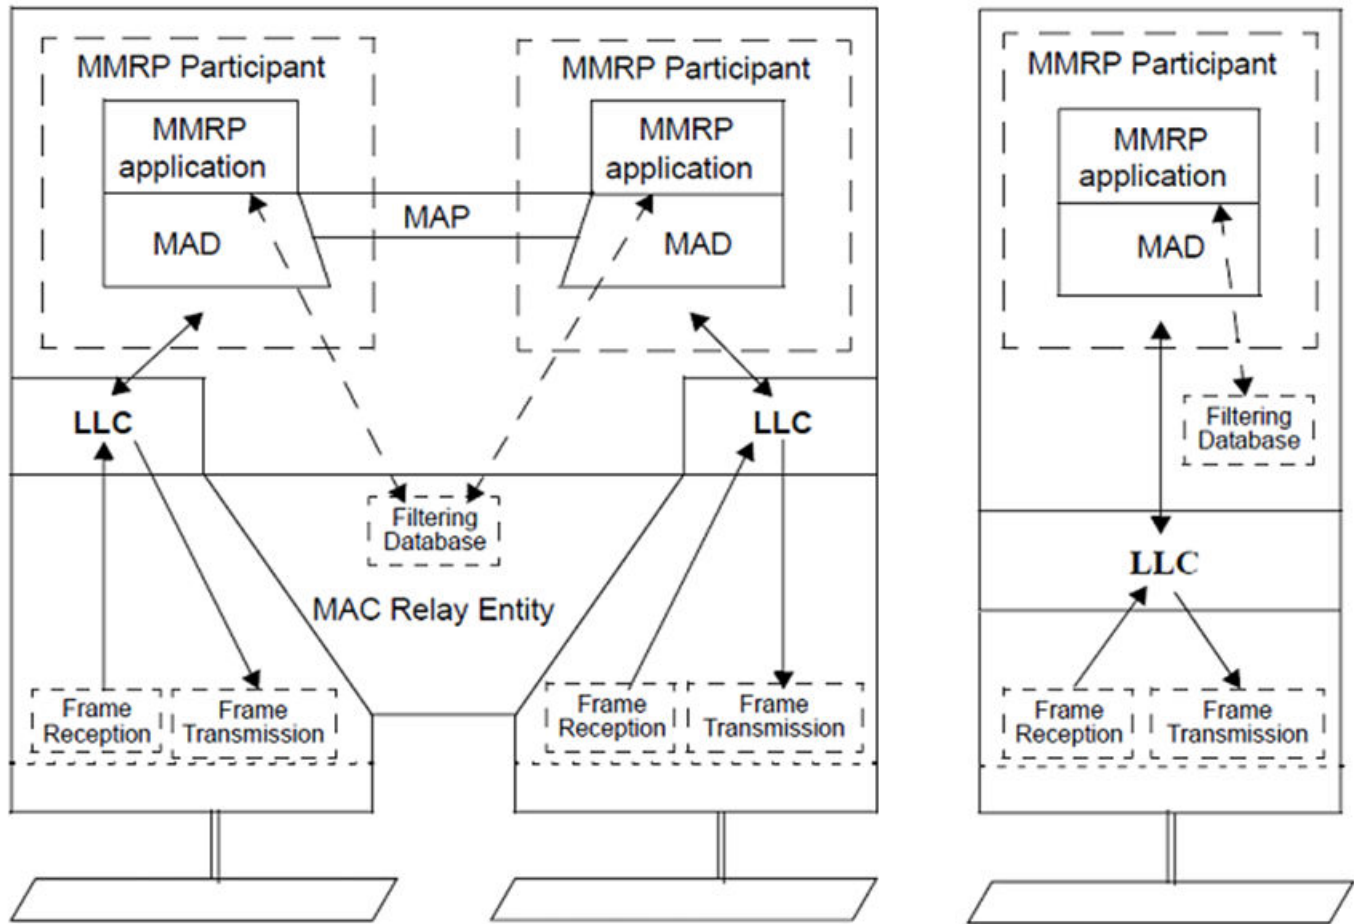 MMRP Participant
MMRP
application
MAD
MAP
MMRP Participant
MMRP
application
MAD
LLC
LLC
Filtering
Database
MAC Relay Entity
Frame
Reception
Frame
Transmission
Frame
Reception
Frame
Transmission
MMRP Participant
MMRP
application
MAD
Filtering
Database
LLC
Frame
Reception
Frame
Transmission